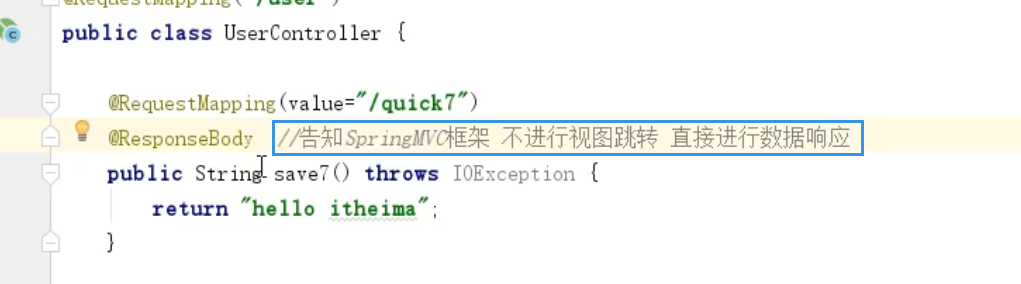 @RequestMapping("/user")
public class UserController {
@RequestMapping(value="/quick7")
@ResponseBody //告知SpringMVC框架 不进行视图跳转 直接进行数据响应
public String save7() throws IOException {
return "hello itheima";
}